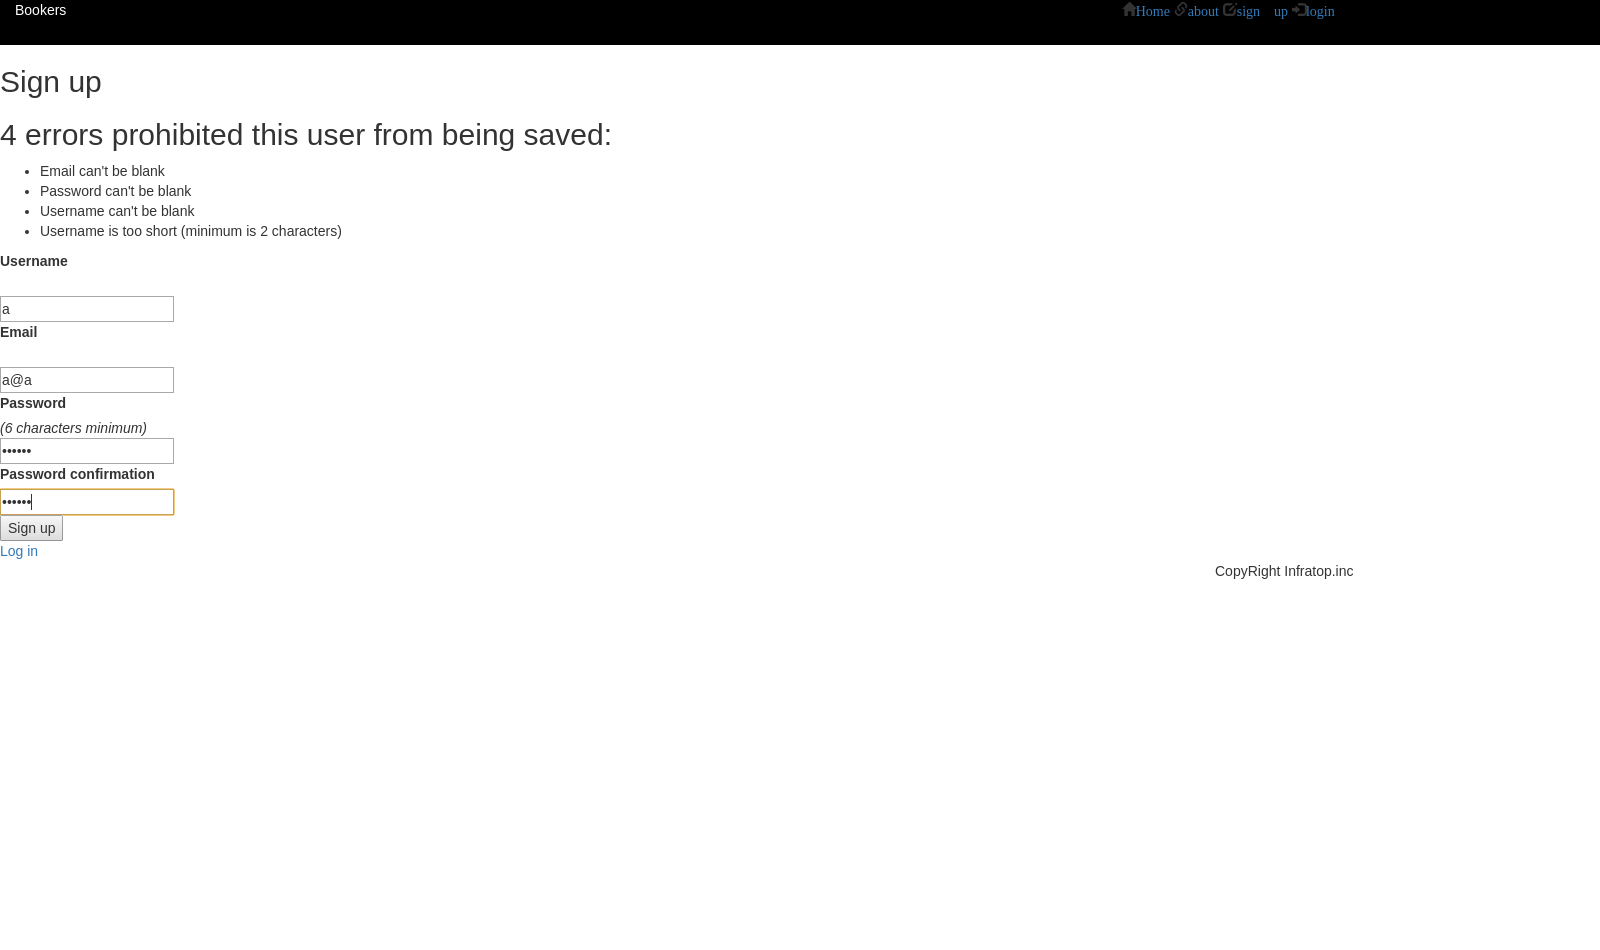 Bookers Home about sign up login
Sign up
4 errors prohibited this user from being saved:
Email can't be blank
Password can't be blank
Username can't be blank
Username is too short (minimum is 2 characters)
Username
a
Email
a@a
Password
(6 characters minimum)
••••••
Password confirmation
••••••
Sign up
Log in
CopyRight Infratop.inc